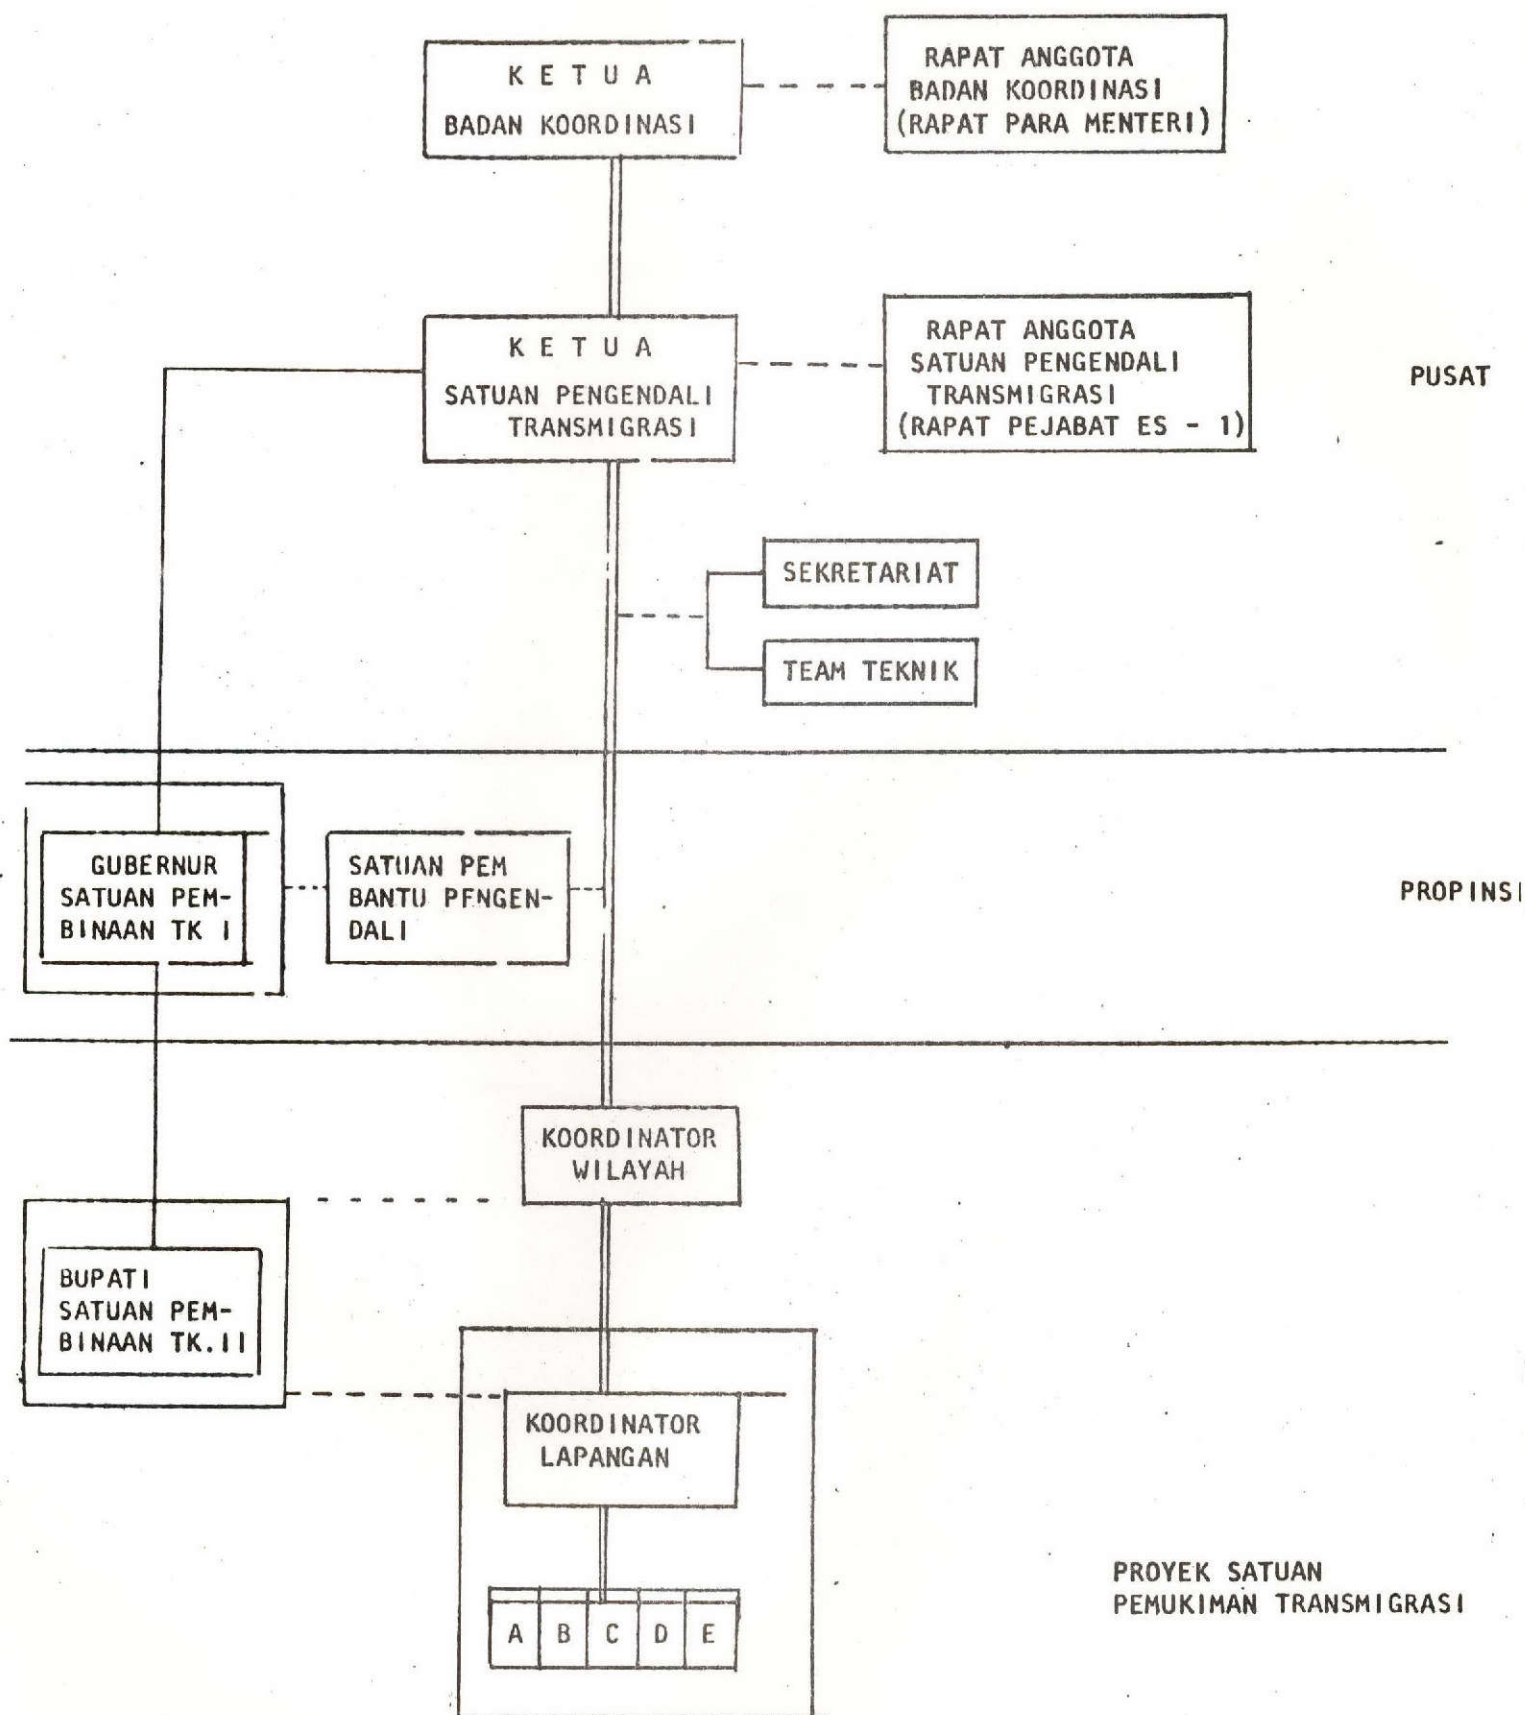 K E T U A
BADAN KOORDINASI
RAPAT ANGGOTA
BADAN KOORDINASI
(RAPAT PARA MENTERI)
K E T U A
SATUAN PENGENDALI
TRANSMIGRASI
RAPAT ANGGOTA
SATUAN PENGENDALI
TRANSMIGRASI
(RAPAT PEJABAT ES - 1)
PUSAT
SEKRETARIAT
TEAM TEKNIK
GUBERNUR
SATUAN PEM-
BINAAN TK I
SATUAN PEM
BANTU PENGEN-
DALI
PROPINSI
KOORDINATOR
WILAYAH
BUPATI
SATUAN PEM-
BINAAN TK.II
KOORDINATOR
LAPANGAN
A B C D E
PROYEK SATUAN
PEMUKIMAN TRANSMIGRASI